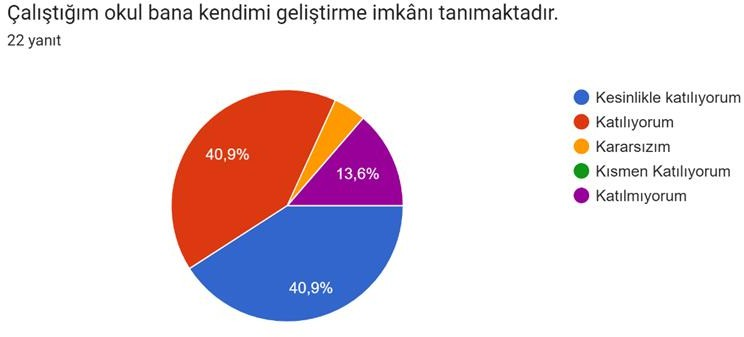 Çalıştığım okul bana kendimi geliştirme imkânı tanımaktadır.
22 yanıt
Kesinlikle katılıyorum
Katılıyorum
Kararsızım
Kısmen Katılıyorum
Katılmıyorum
40,9%
13,6%
40,9%